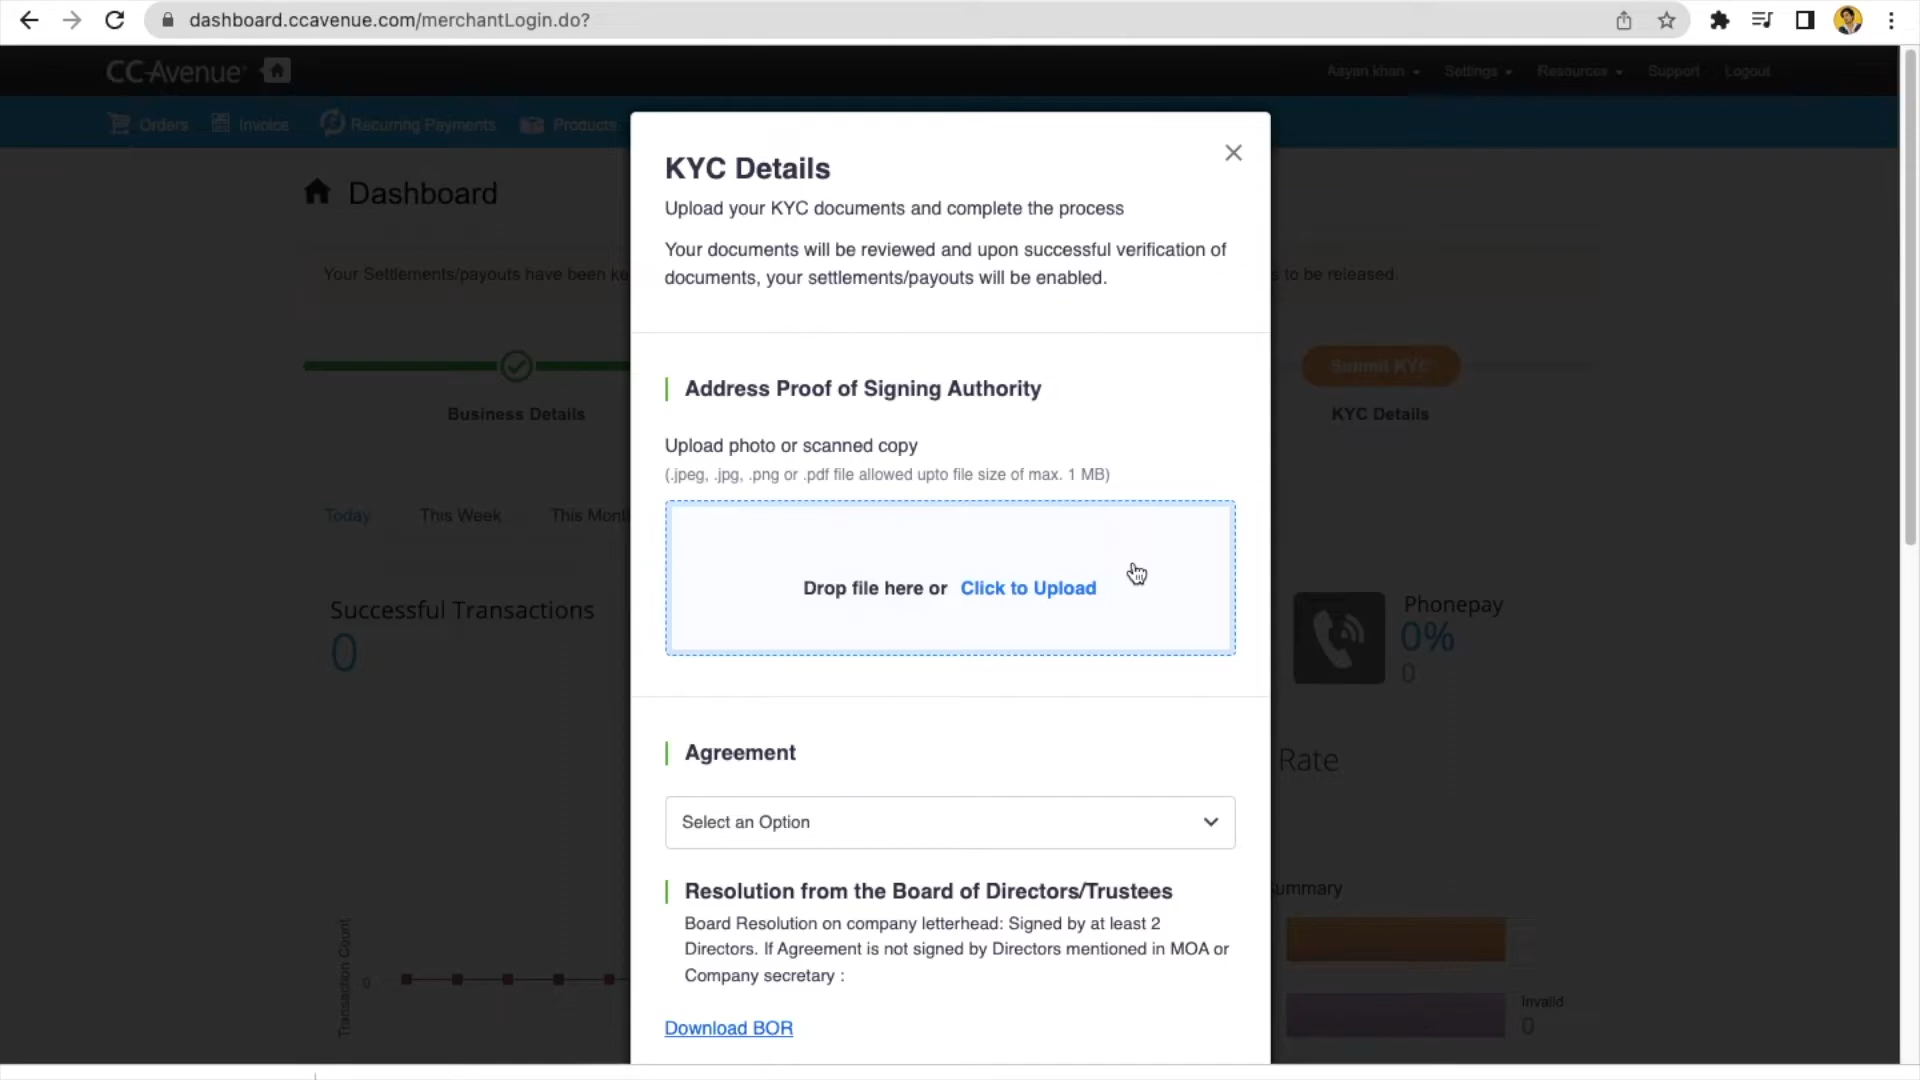 dashboard.ccavenue.com/merchantLogin.do?
CCAvenue
Aayan khan
Settings
Resources
Support
Logout
Orders
Invoice
Recurring Payments
Products
KYC Details
Upload your KYC documents and complete the process
Your documents will be reviewed and upon successful verification of
documents, your settlements/payouts will be enabled.
Dashboard
Your Settlements/payouts have been ke
s to be released.
Submit KYC
Business Details
KYC Details
Address Proof of Signing Authority
Upload photo or scanned copy
(.jpeg, .jpg, .png or .pdf file allowed upto file size of max. 1 MB)
Today
This Week
This Mont
Drop file here or Click to Upload
Successful Transactions
0
Phonepay
0%
0
Agreement
Rate
Select an Option
Resolution from the Board of Directors/Trustees
Board Resolution on company letterhead: Signed by at least 2
Directors. If Agreement is not signed by Directors mentioned in MOA or
Company secretary :
Download BOR
ummary
Transaction Count
0
Invalid
0